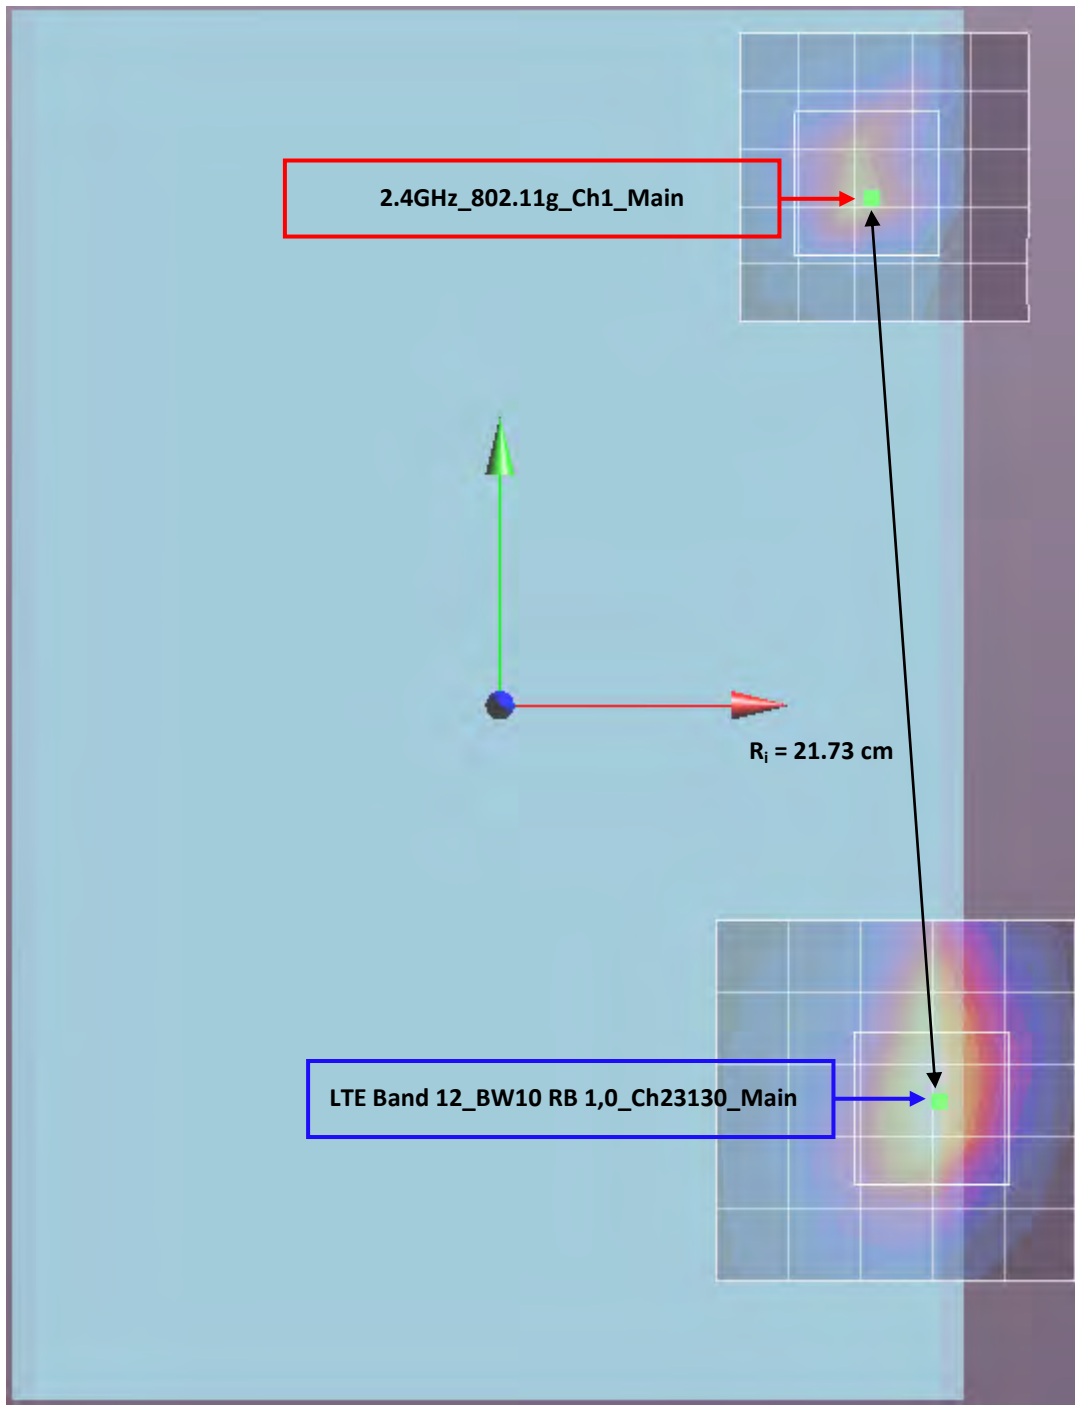 2.4GHz_802.11g_Ch1_Main
Rᵢ = 21.73 cm
LTE Band 12_BW10 RB 1,0_Ch23130_Main